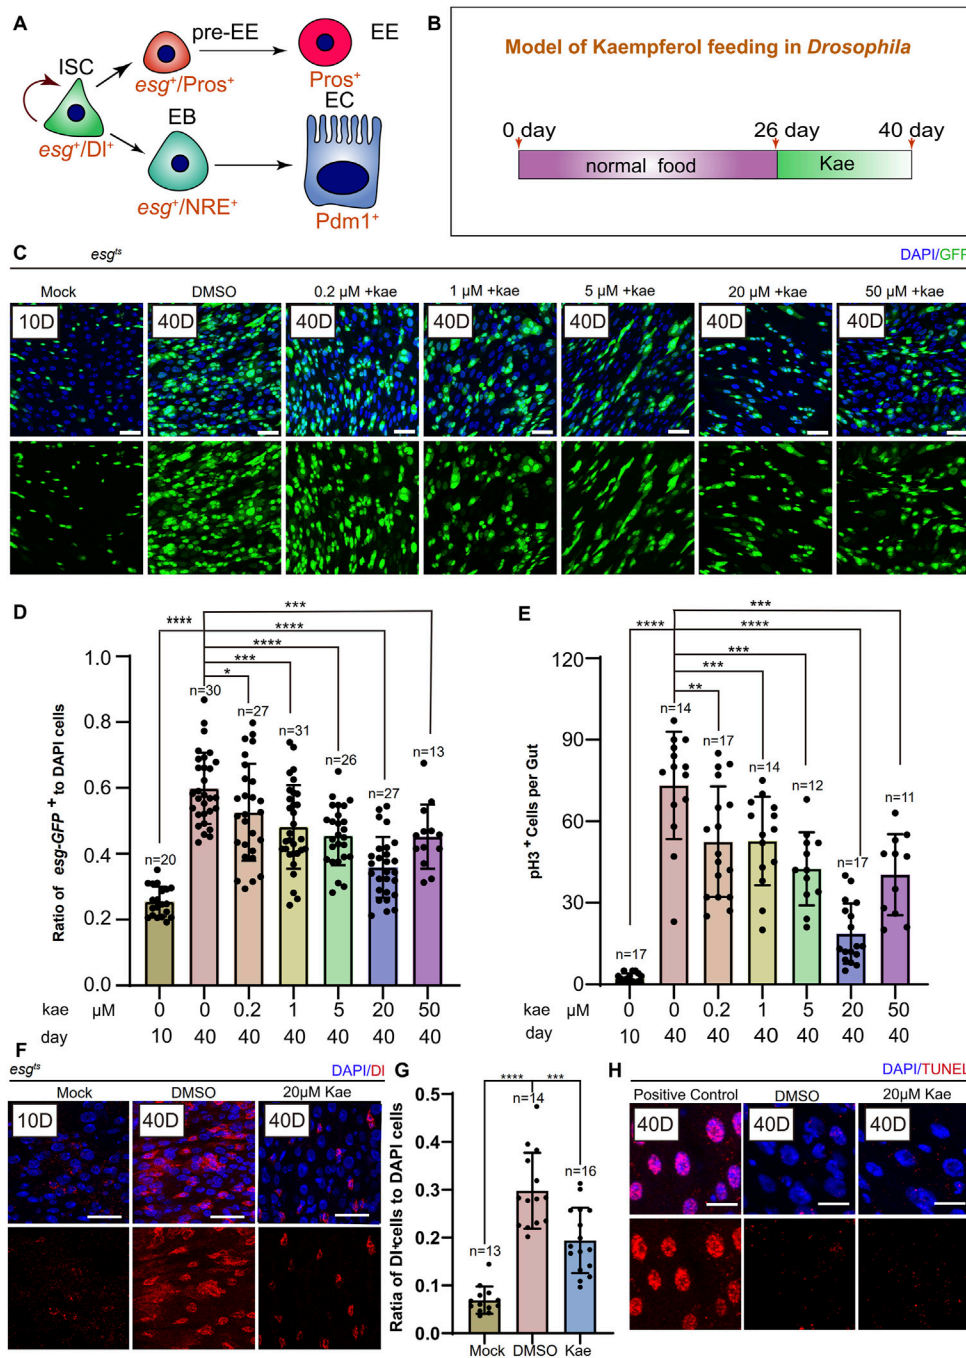 A
ISC
esg⁺/Dl⁺
pre-EE
esg⁺/Pros⁺
EE
Pros⁺
EB
esg⁺/NRE⁺
EC
Pdm1⁺
B
Model of Kaempferol feeding in Drosophila
0 day
26 day
40 day
normal food
Kae
C
esgᵗˢ
DAPI/GFP
Mock
DMSO
0.2 µM +kae
1 µM +kae
5 µM +kae
20 µM +kae
50 µM +kae
10D
40D
40D
40D
40D
40D
40D
D
Ratio of esg-GFP⁺ to DAPI cells
1.0
0.8
0.6
0.4
0.2
0.0
****
***
****
****
***
*
n=20
n=30
n=27
n=31
n=26
n=27
n=13
kae 0 0 0.2 1 5 20 50
µM
day 10 40 40 40 40 40 40
E
pH3⁺ Cells per Gut
120
90
60
30
0
****
***
****
***
***
**
n=17
n=14
n=17
n=14
n=12
n=17
n=11
kae 0 0 0.2 1 5 20 50
µM
day 10 40 40 40 40 40 40
F
esgᵗˢ
DAPI/Dl
Mock
DMSO
20µM Kae
10D
40D
40D
G
Ratia of Dl+cells to DAPI cells
0.5
0.4
0.3
0.2
0.1
0.0
****
***
n=13
n=14
n=16
Mock
DMSO
Kae
H
DAPI/TUNEL
Positive Control
DMSO
20µM Kae
40D
40D
40D